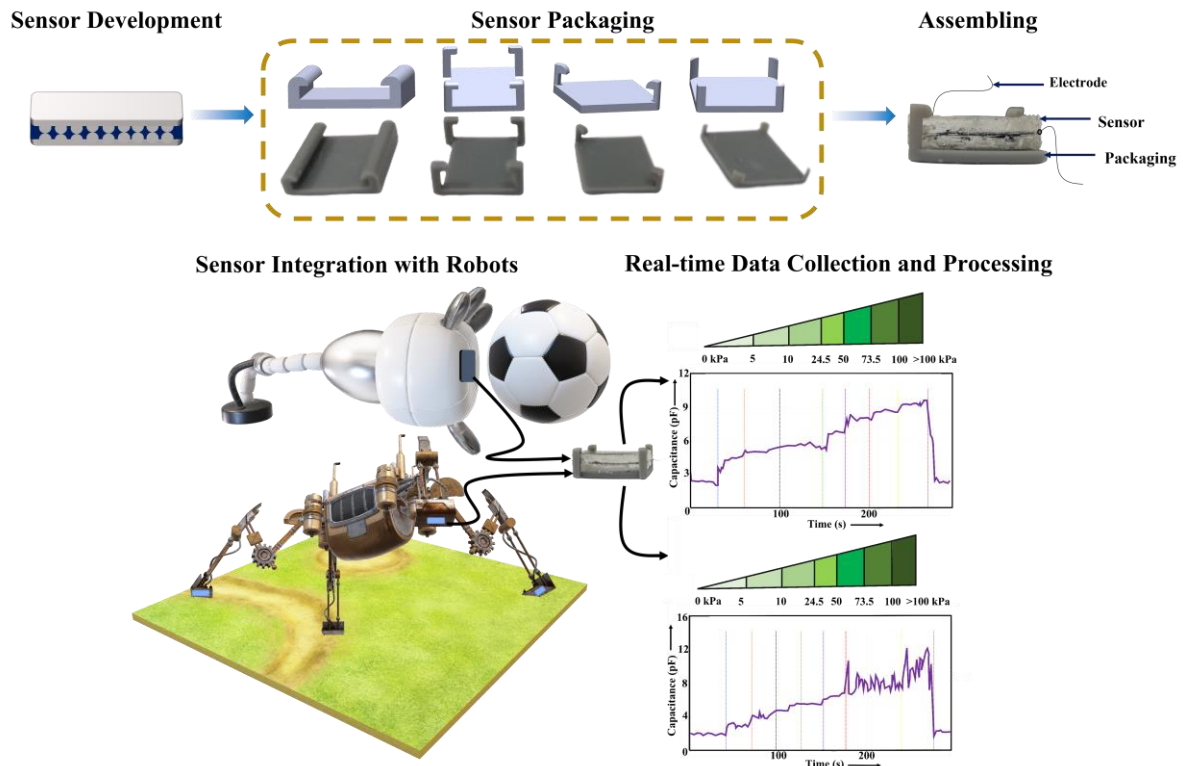 Sensor Development
Sensor Packaging
Assembling
Electrode
Sensor
Packaging
Sensor Integration with Robots
Real-time Data Collection and Processing
0 kPa 5 10 24.5 50 73.5 100 >100 kPa
Capacitance (pF)
12
9
6
3
0
100 200
Time (s)
0 kPa 5 10 24.5 50 73.5 100 >100 kPa
Capacitance (pF)
16
12
8
4
0
100 200
Time (s)